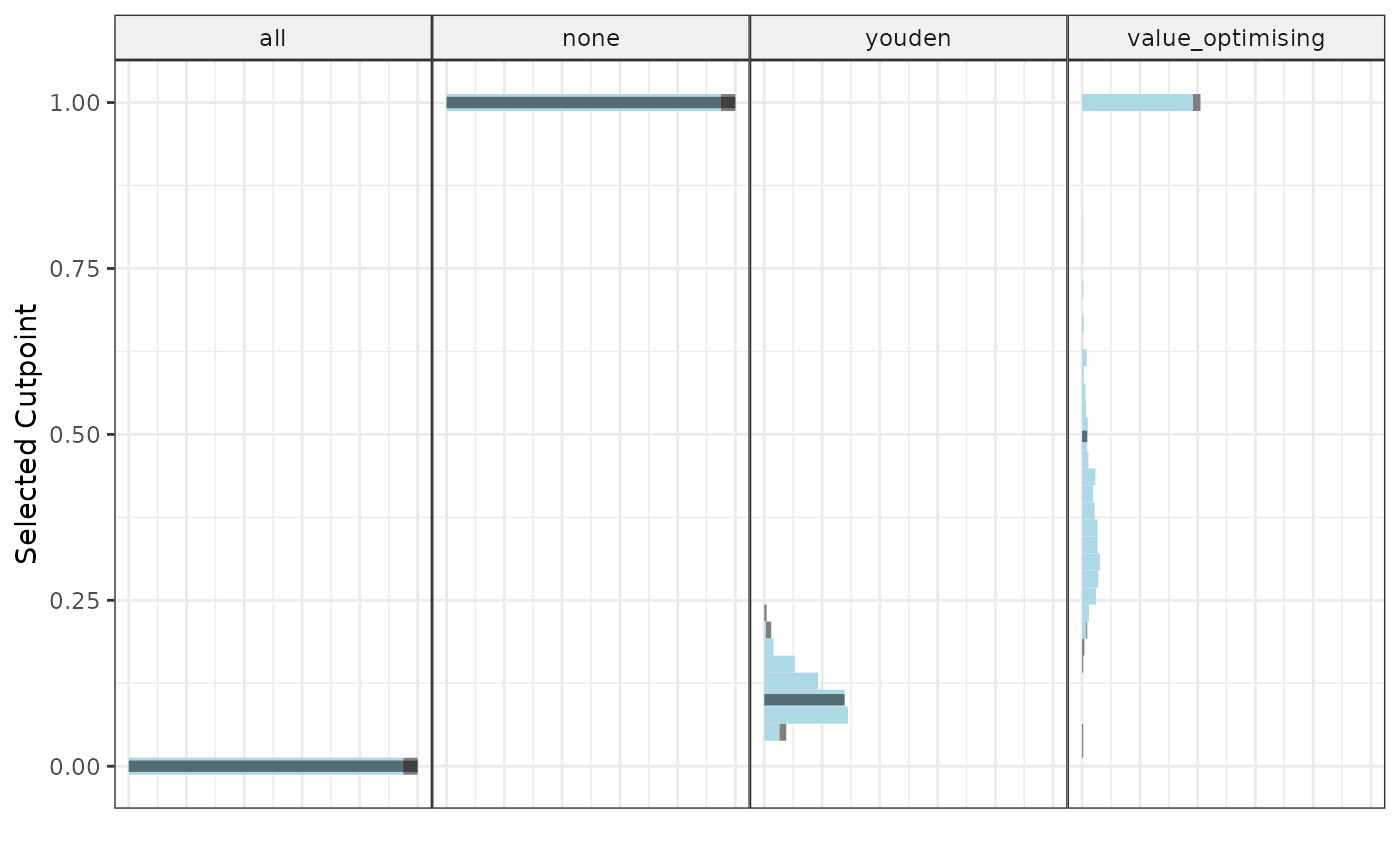 all
none
youden
value_optimising
Selected Cutpoint
1.00
0.75
0.50
0.25
0.00